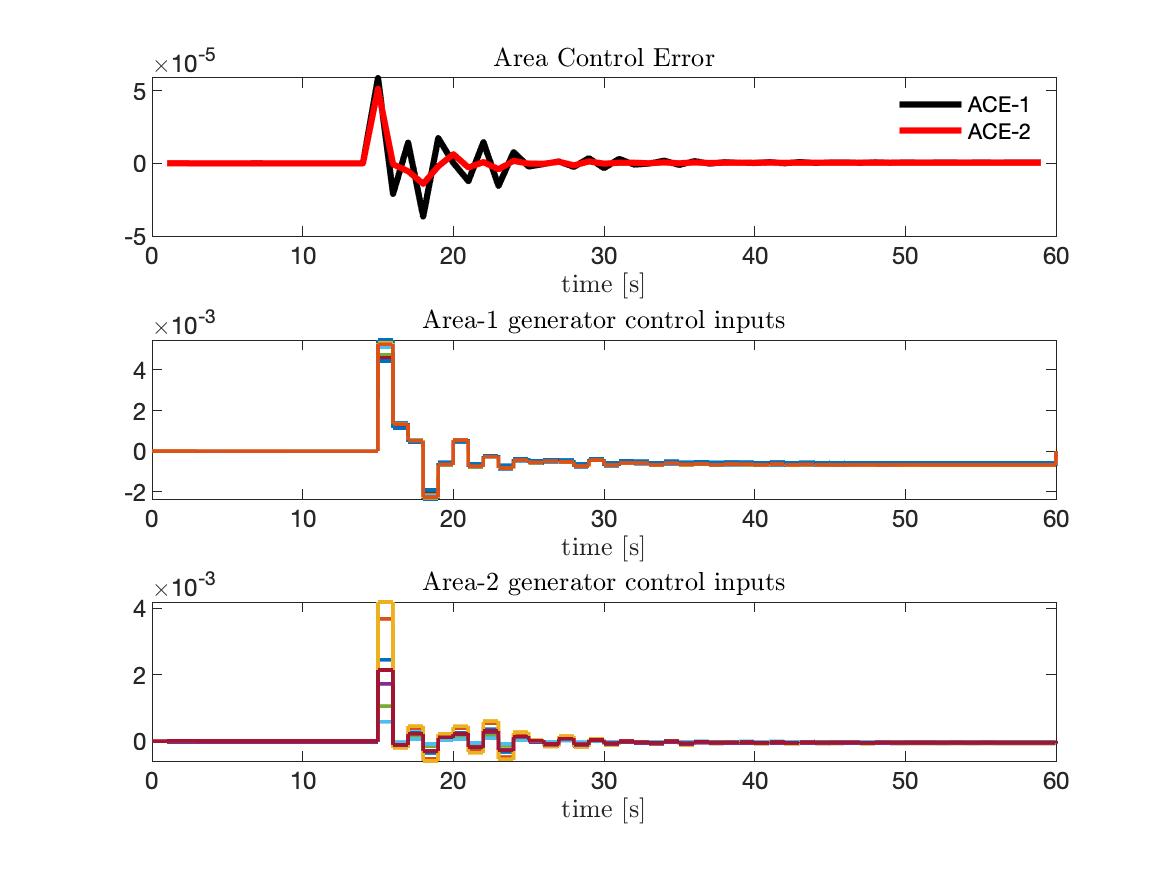 ×10^-5
Area Control Error
5
0
-5
ACE-1
ACE-2
0 10 20 30 40 50 60
time [s]
×10^-3
Area-1 generator control inputs
4
2
0
-2
0 10 20 30 40 50 60
time [s]
×10^-3
Area-2 generator control inputs
4
2
0
0 10 20 30 40 50 60
time [s]